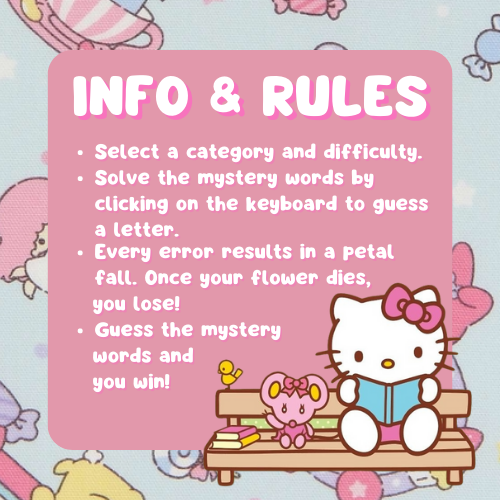 INFO & RULES
• Select a category and difficulty.
• Solve the mystery words by
clicking on the keyboard to guess
a letter.
• Every error results in a petal
fall. Once your flower dies,
you lose!
• Guess the mystery
words and
you win!